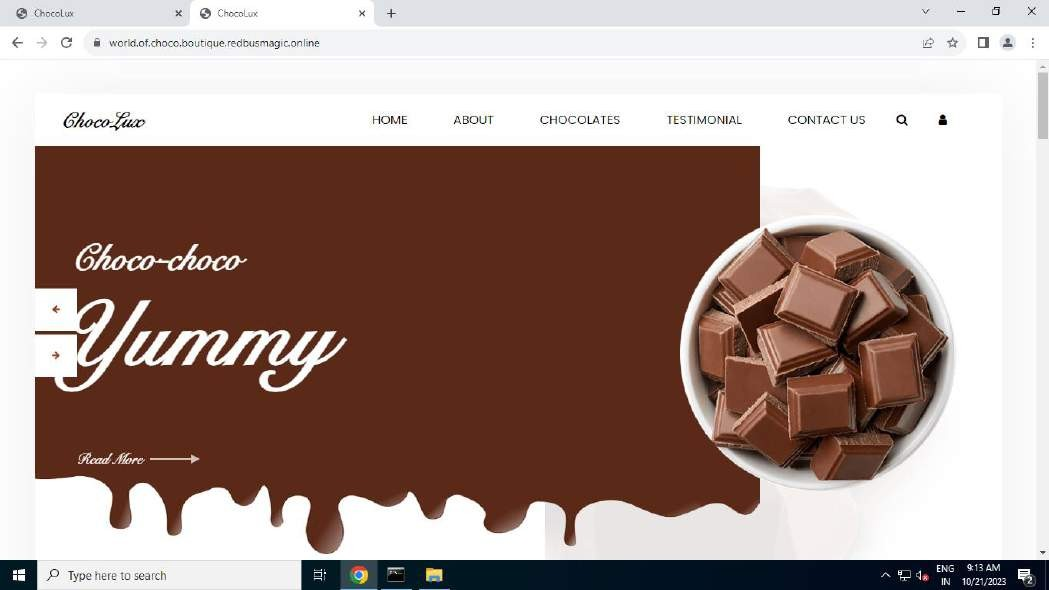 ChocoLux
ChocoLux
world.of.choco.boutique.redbusmagic.online
ChocoLux HOME ABOUT CHOCOLATES TESTIMONIAL CONTACT US
Choco-choco
Yummy
Read More
Type here to search
ENG 9:13 AM
IN 10/21/2023
2